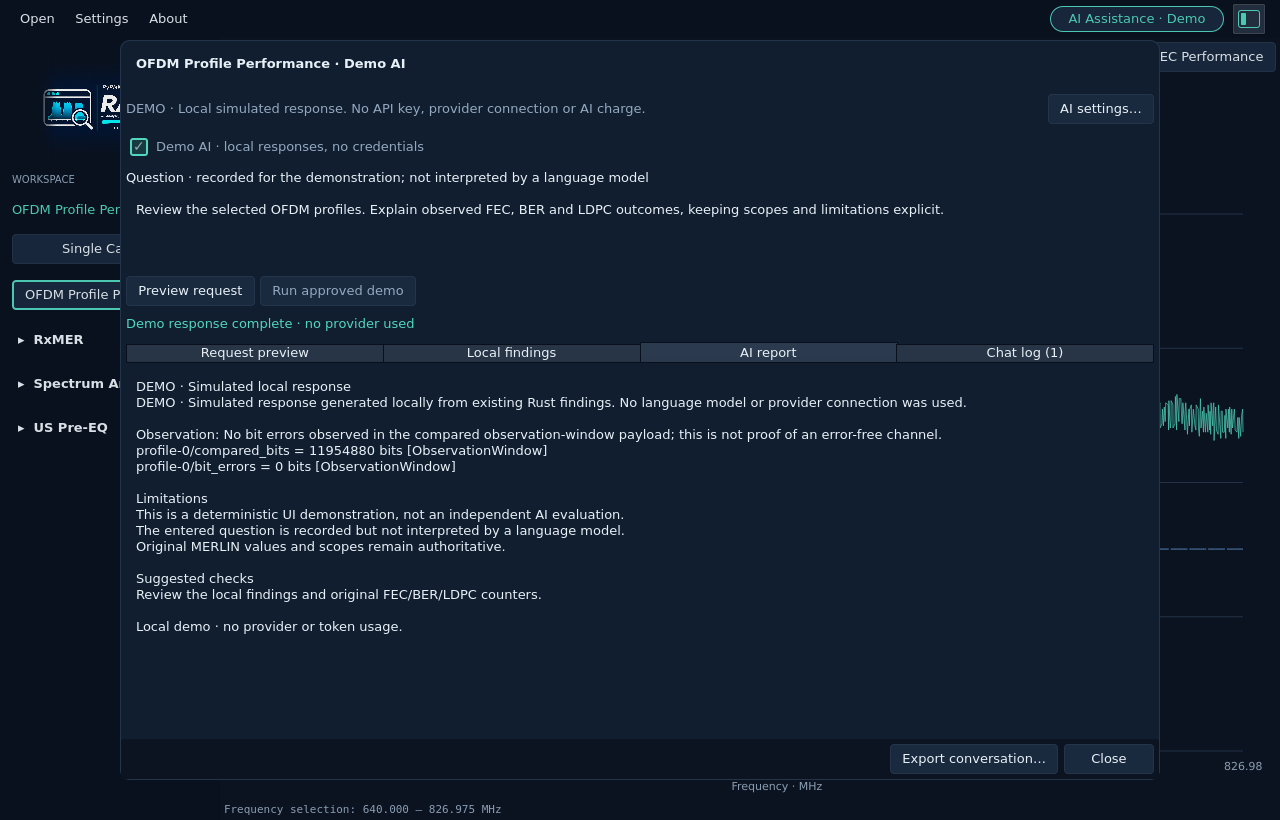 Open Settings About
AI Assistance · Demo
EC Performance
OFDM Profile Performance · Demo AI
DEMO · Local simulated response. No API key, provider connection or AI charge.
AI settings...
✓ Demo AI · local responses, no credentials
WORKSPACE
Question · recorded for the demonstration; not interpreted by a language model
OFDM Profile Per
Review the selected OFDM profiles. Explain observed FEC, BER and LDPC outcomes, keeping scopes and limitations explicit.
Single Ca
OFDM Profile P
Preview request
Run approved demo
Demo response complete · no provider used
▸ RxMER
Request preview
Local findings
AI report
Chat log (1)
▸ Spectrum A
▸ US Pre-EQ
DEMO · Simulated local response
DEMO · Simulated response generated locally from existing Rust findings. No language model or provider connection was used.
Observation: No bit errors observed in the compared observation-window payload; this is not proof of an error-free channel.
profile-0/compared_bits = 11954880 bits [ObservationWindow]
profile-0/bit_errors = 0 bits [ObservationWindow]
Limitations
This is a deterministic UI demonstration, not an independent AI evaluation.
The entered question is recorded but not interpreted by a language model.
Original MERLIN values and scopes remain authoritative.
Suggested checks
Review the local findings and original FEC/BER/LDPC counters.
Local demo · no provider or token usage.
Export conversation...
Close
826.98
Frequency · MHz
Frequency selection: 640.000 – 826.975 MHz